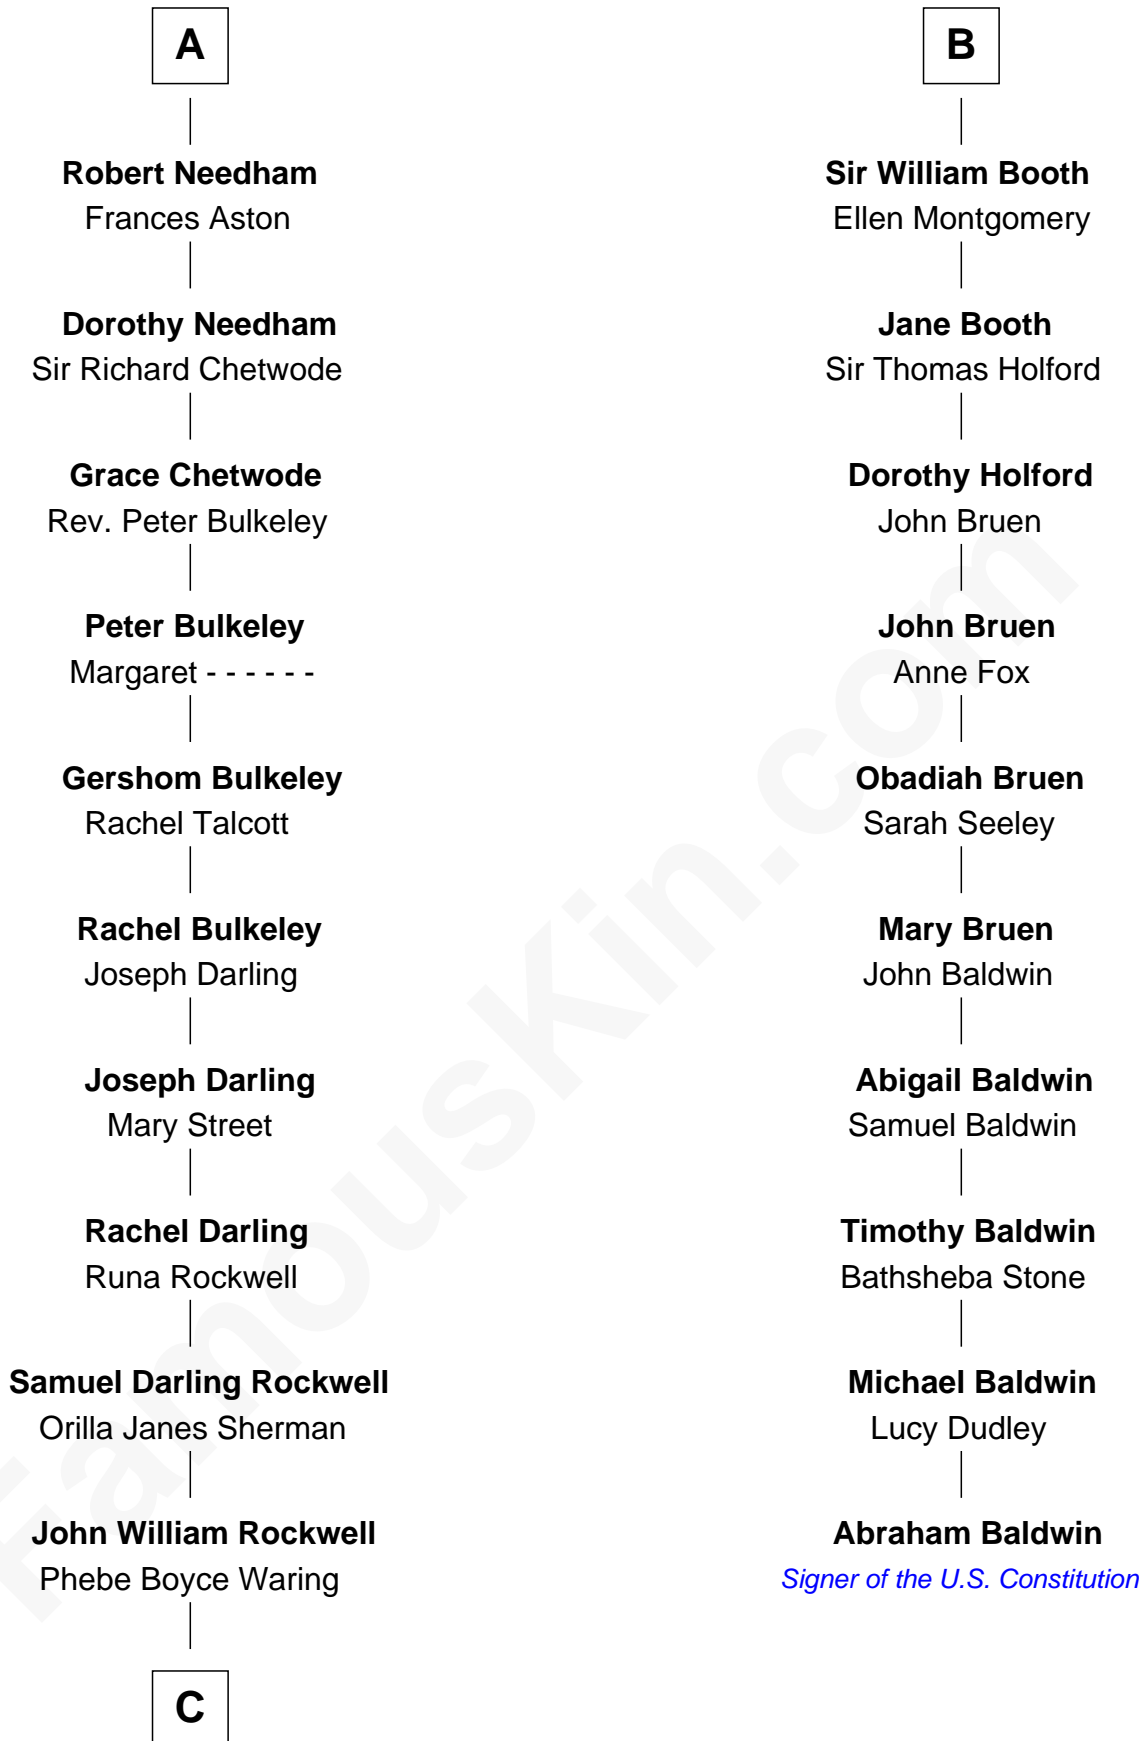 A
Robert Needham
Frances Aston
Dorothy Needham
Sir Richard Chetwode
Grace Chetwode
Rev. Peter Bulkeley
Peter Bulkeley
Margaret - - - - - -
Gershom Bulkeley
Rachel Talcott
Rachel Bulkeley
Joseph Darling
Joseph Darling
Mary Street
Rachel Darling
Runa Rockwell
Samuel Darling Rockwell
Orilla Janes Sherman
John William Rockwell
Phebe Boyce Waring
C
B
Sir William Booth
Ellen Montgomery
Jane Booth
Sir Thomas Holford
Dorothy Holford
John Bruen
John Bruen
Anne Fox
Obadiah Bruen
Sarah Seeley
Mary Bruen
John Baldwin
Abigail Baldwin
Samuel Baldwin
Timothy Baldwin
Bathsheba Stone
Michael Baldwin
Lucy Dudley
Abraham Baldwin
Signer of the U.S. Constitution
FamousKin.com